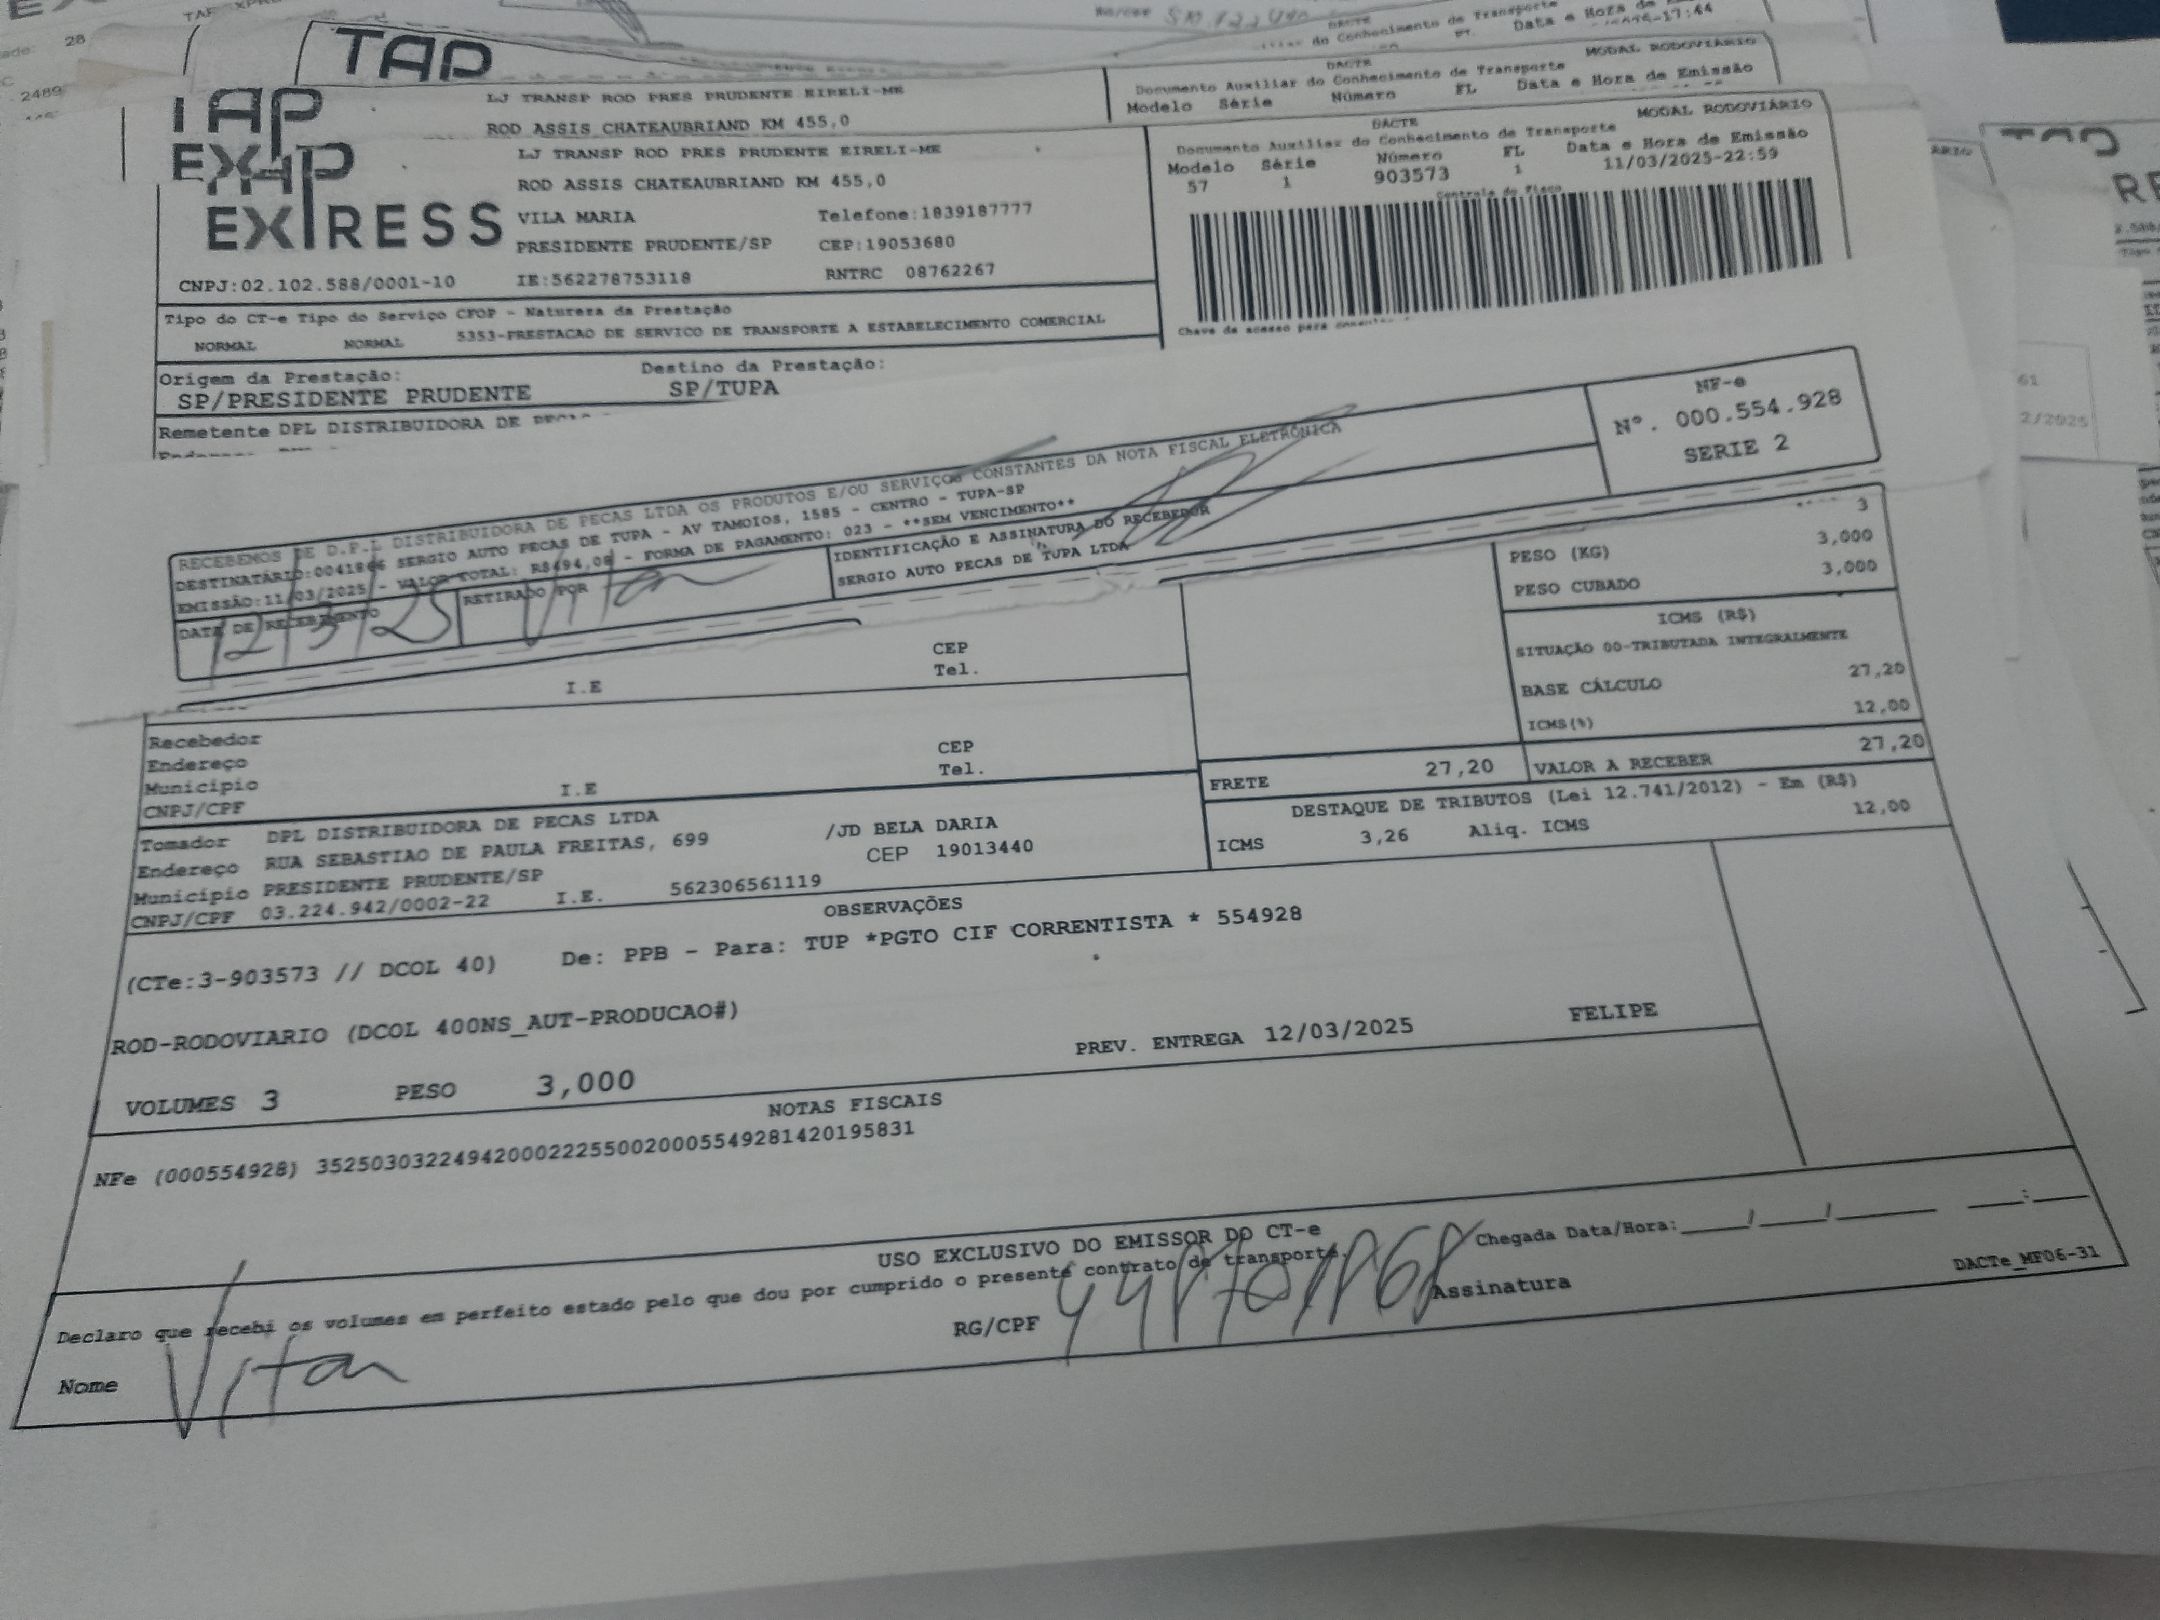 TAP
LJ TRANSP ROD PRES PRUDENTE EIRELI-ME
ROD ASSIS CHATEAUBRIAND KM 455,0
DACTE
MODAL RODOVIÁRIO
Documento Auxiliar do Conhecimento de Transporte
Modelo Série Número FL Data e Hora de Emissão
TAP
EXPRESS
LJ TRANSP ROD PRES PRUDENTE EIRELI-ME
ROD ASSIS CHATEAUBRIAND KM 455,0
VILA MARIA Telefone:1839187777
PRESIDENTE PRUDENTE/SP CEP:19053680
CNPJ:02.102.588/0001-10 IE:562278753118 RNTRC 08762267
DACTE
MODAL RODOVIÁRIO
Documento Auxiliar do Conhecimento de Transporte
Modelo Série Número FL Data e Hora de Emissão
57 1 903573 1 11/03/2025-22:59
Controle do Fisco
Chave de acesso para
Tipo do CT-e Tipo do Serviço CFOP - Natureza da Prestação
NORMAL NORMAL 5353-PRESTACAO DE SERVICO DE TRANSPORTE A ESTABELECIMENTO COMERCIAL
Origem da Prestação: Destino da Prestação:
SP/PRESIDENTE PRUDENTE SP/TUPA
Remetente DPL DISTRIBUIDORA DE
RECEBEMOS DE D.P.L DISTRIBUIDORA DE PECAS LTDA OS PRODUTOS E/OU SERVIÇOS CONSTANTES DA NOTA FISCAL ELETRÔNICA
DESTINATÁRIO:0041866 SERGIO AUTO PECAS DE TUPA - AV TAMOIOS, 1585 - CENTRO - TUPA-SP
EMISSÃO:11/03/2025 - VALOR TOTAL: R$494,08 - FORMA DE PAGAMENTO: 023 - **SEM VENCIMENTO**
DATA DE RECEBIMENTO RETIRADO POR IDENTIFICAÇÃO E ASSINATURA DO RECEBEDOR
12/3/25 Vitor SERGIO AUTO PECAS DE TUPA LTDA
NF-e
Nº. 000.554.928
SERIE 2
3
PESO (KG) 3,000
PESO CUBADO 3,000
ICMS (R$)
SITUAÇÃO 00-TRIBUTADA INTEGRALMENTE
BASE CÁLCULO 27,20
ICMS(%) 12,00
CEP
Tel.
I.E
Recebedor
Endereço CEP
Município Tel.
CNPJ/CPF I.E
FRETE 27,20 VALOR A RECEBER 27,20
DESTAQUE DE TRIBUTOS (Lei 12.741/2012) - Em (R$)
ICMS 3,26 Aliq. ICMS 12,00
Tomador DPL DISTRIBUIDORA DE PECAS LTDA
Endereço RUA SEBASTIAO DE PAULA FREITAS, 699 /JD BELA DARIA
Município PRESIDENTE PRUDENTE/SP CEP 19013440
CNPJ/CPF 03.224.942/0002-22 I.E. 562306561119
OBSERVAÇÕES
(CTe:3-903573 // DCOL 40) De: PPB - Para: TUP *PGTO CIF CORRENTISTA * 554928
ROD-RODOVIARIO (DCOL 400NS_AUT-PRODUCAO#)
PREV. ENTREGA 12/03/2025 FELIPE
VOLUMES 3 PESO 3,000
NOTAS FISCAIS
NFe (000554928) 35250303224942000222550020005549281420195831
USO EXCLUSIVO DO EMISSOR DO CT-e
Declaro que recebi os volumes em perfeito estado pelo que dou por cumprido o presente contrato de transporte.
Chegada Data/Hora:____/____/______ ___:___
Nome Vitor RG/CPF Assinatura
DACTe_MF06-31